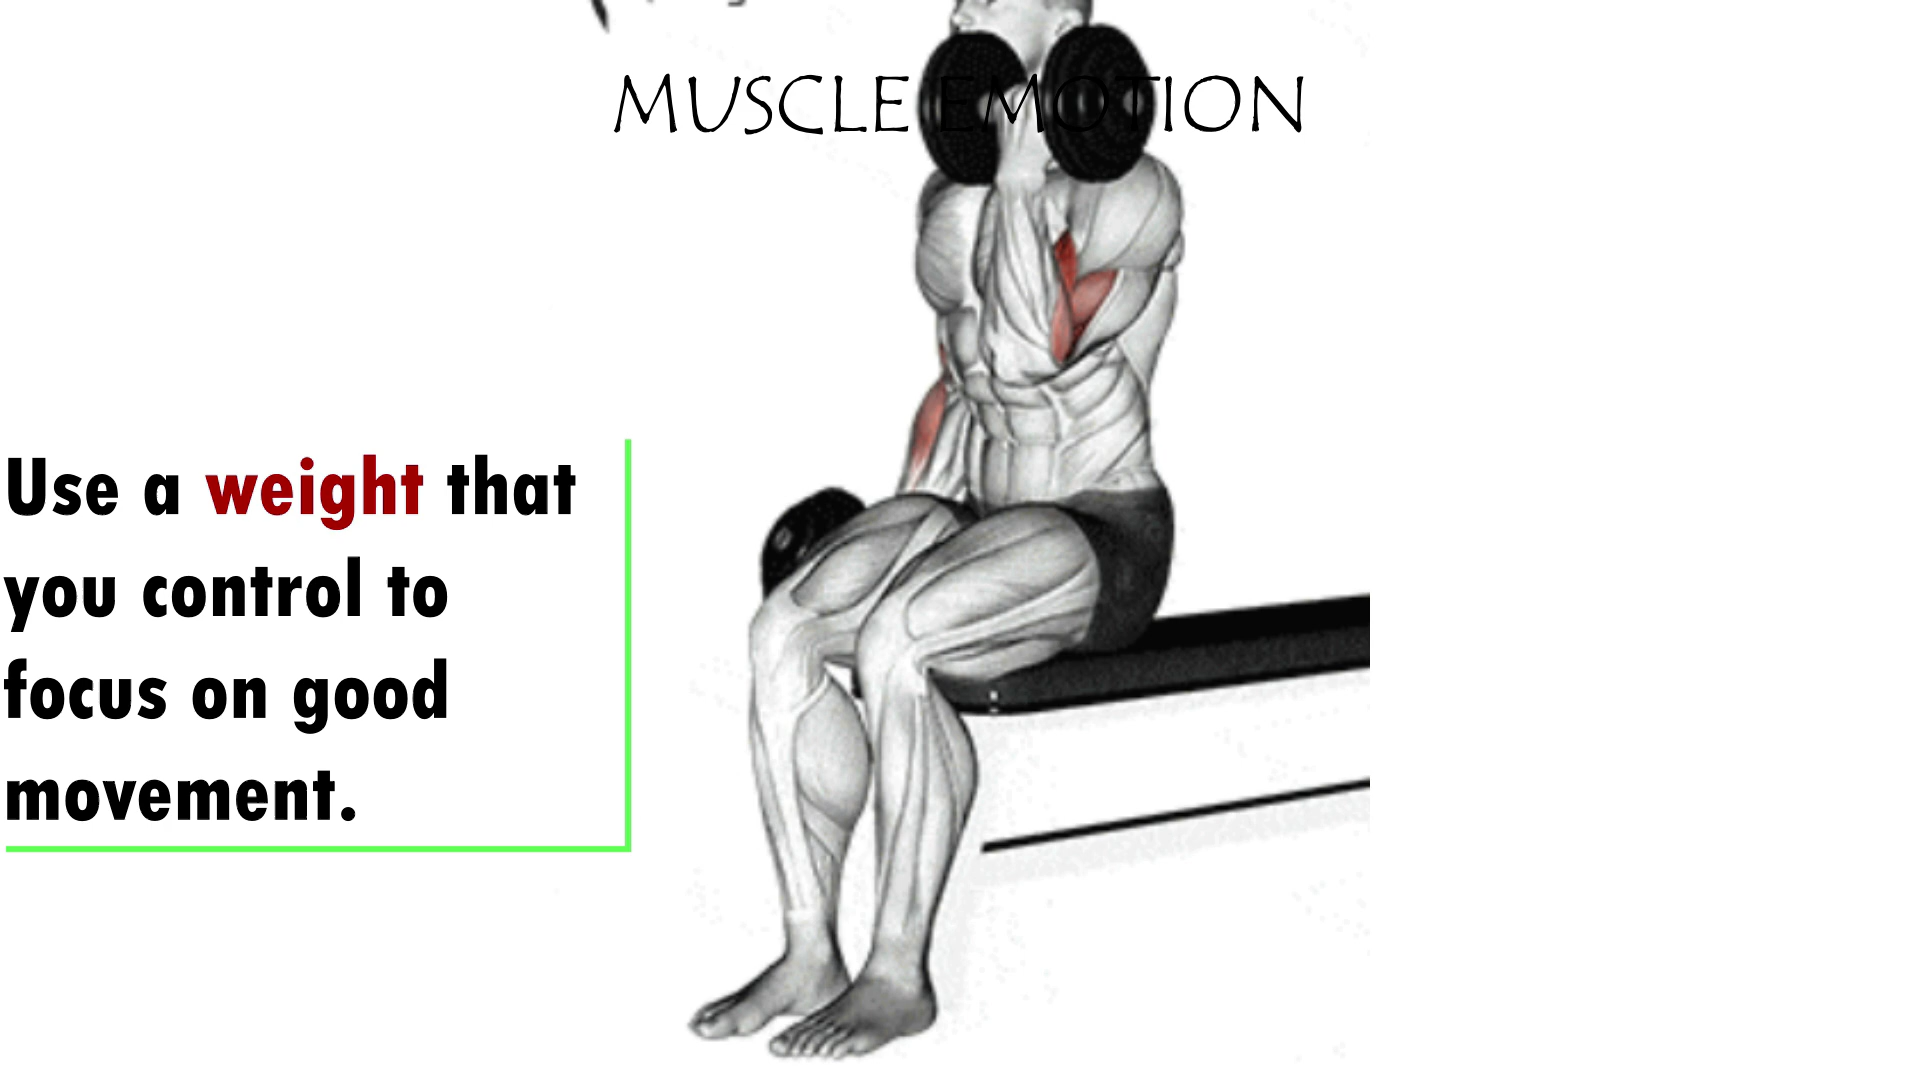 MUSCLE EMOTION
Use a weight that
you control to
focus on good
movement.